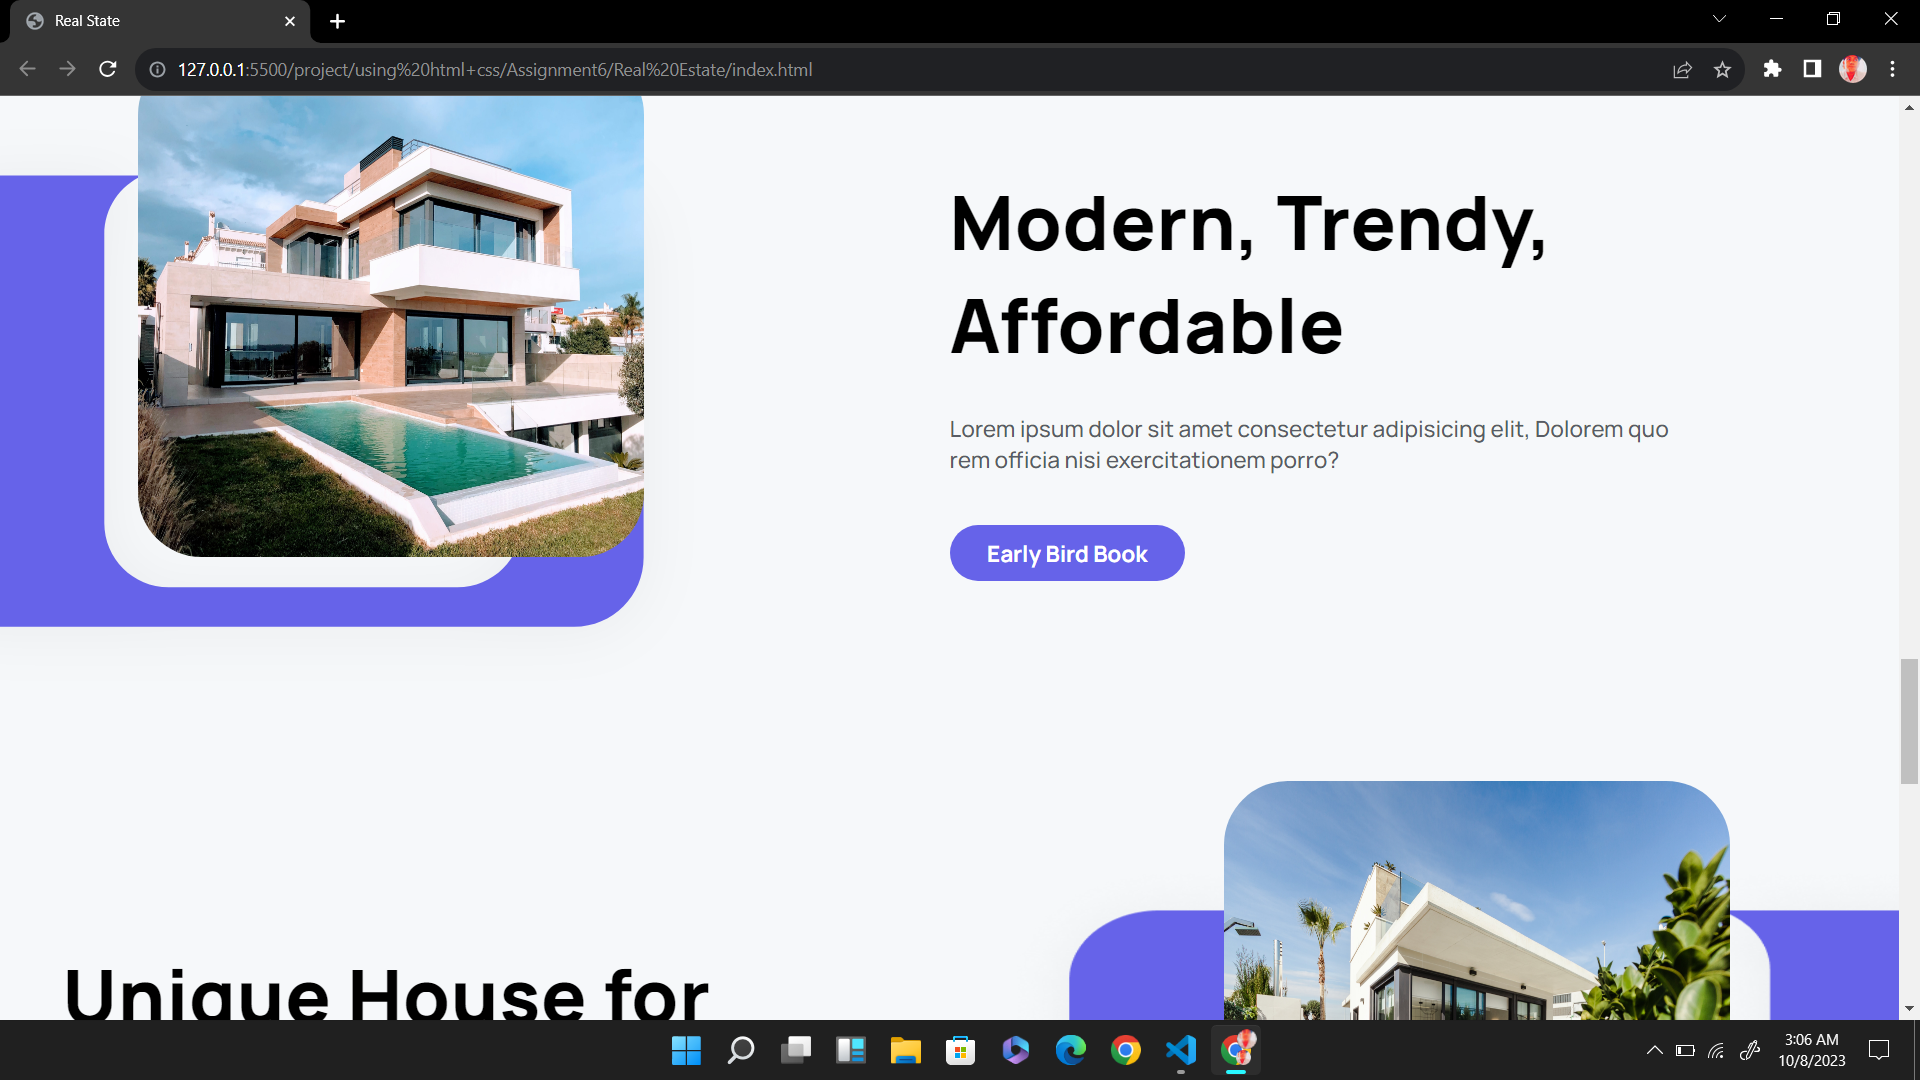 Real State
127.0.0.1:5500/project/using%20html+css/Assignment6/Real%20Estate/index.html
Modern, Trendy,
Affordable
Lorem ipsum dolor sit amet consectetur adipisicing elit, Dolorem quo
rem officia nisi exercitationem porro?
Early Bird Book
Unique House for
3:06 AM
10/8/2023